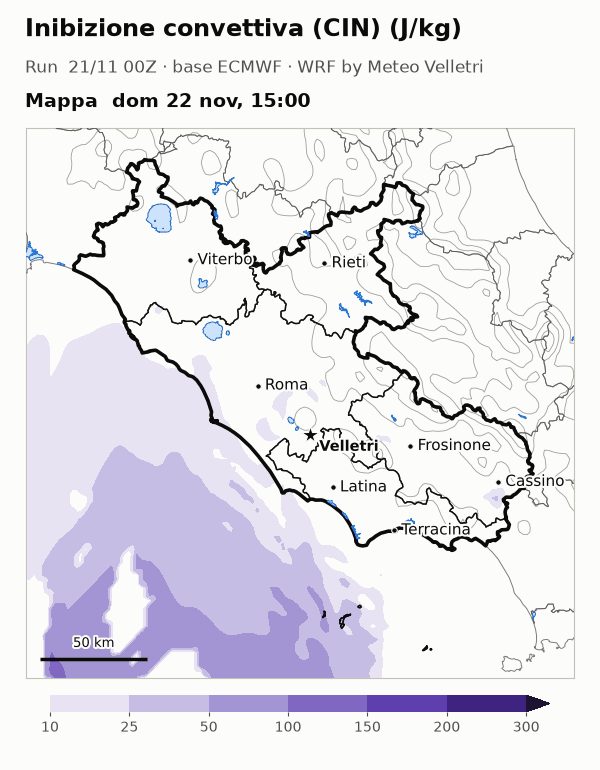 Inibizione convettiva (CIN) (J/kg)
Run  21/11 00Z · base ECMWF · WRF by Meteo Velletri
Mappa  dom 22 nov, 15:00
Viterbo
Rieti
Roma
Velletri
Frosinone
Cassino
Latina
Terracina
50 km
10 25 50 100 150 200 300